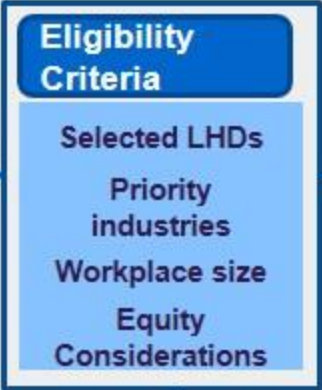 Eligibility
Criteria
Selected LHDs
Priority
industries
Workplace size
Equity
Considerations